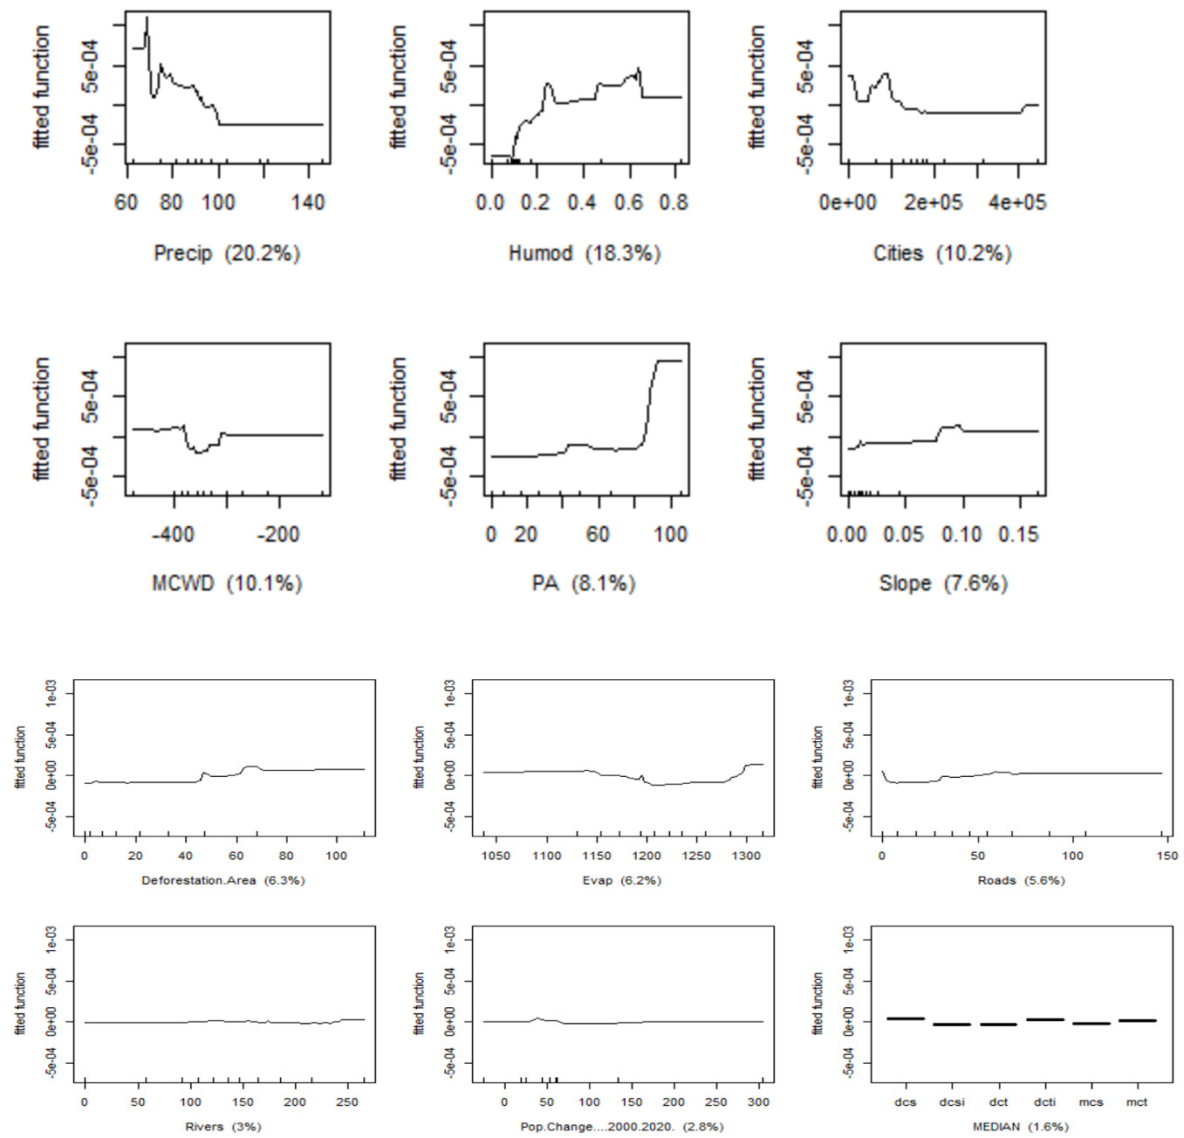 fitted function
-5e-04 5e-04
60 80 100 140
Precip (20.2%)
fitted function
-5e-04 5e-04
0.0 0.2 0.4 0.6 0.8
Humod (18.3%)
fitted function
-5e-04 5e-04
0e+00 2e+05 4e+05
Cities (10.2%)
fitted function
-5e-04 5e-04
-400 -200
MCWD (10.1%)
fitted function
-5e-04 5e-04
0 20 60 100
PA (8.1%)
fitted function
-5e-04 5e-04
0.00 0.05 0.10 0.15
Slope (7.6%)
fitted function
-5e-04 0e+00 5e-04 1e-03
0 20 40 60 80 100
Deforestation.Area (6.3%)
fitted function
-5e-04 0e+00 5e-04 1e-03
1050 1100 1150 1200 1250 1300
Evap (6.2%)
fitted function
-5e-04 0e+00 5e-04 1e-03
0 50 100 150
Roads (5.6%)
fitted function
-5e-04 0e+00 5e-04 1e-03
0 50 100 150 200 250
Rivers (3%)
fitted function
-5e-04 0e+00 5e-04 1e-03
0 50 100 150 200 250 300
Pop.Change....2000.2020. (2.8%)
fitted function
-5e-04 0e+00 5e-04 1e-03
dcs dcsi dct dcti mcs mct
MEDIAN (1.6%)